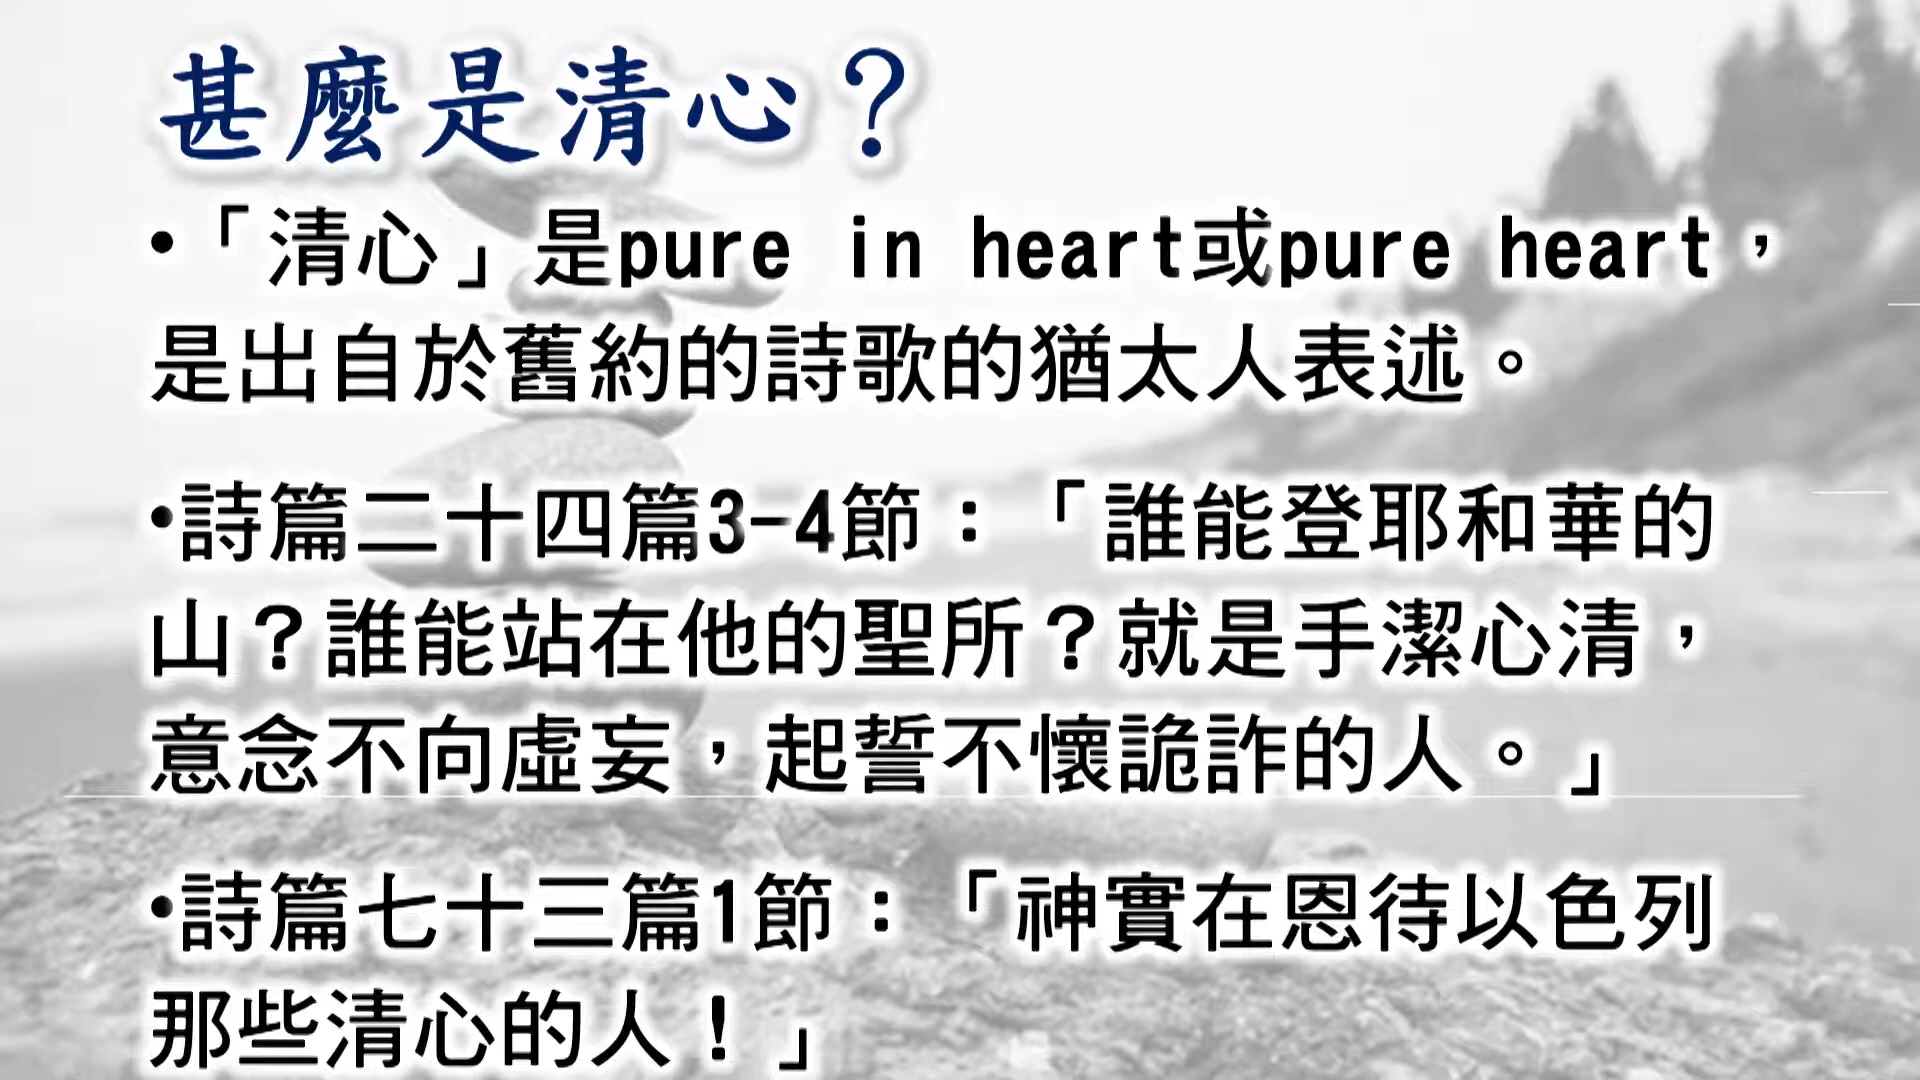 甚麼是清心？
•「清心」是pure in heart或pure heart，
是出自於舊約的詩歌的猶太人表述。
•詩篇二十四篇3-4節：「誰能登耶和華的
山？誰能站在他的聖所？就是手潔心清，
意念不向虛妄，起誓不懷詭詐的人。」
•詩篇七十三篇1節：「神實在恩待以色列
那些清心的人！」